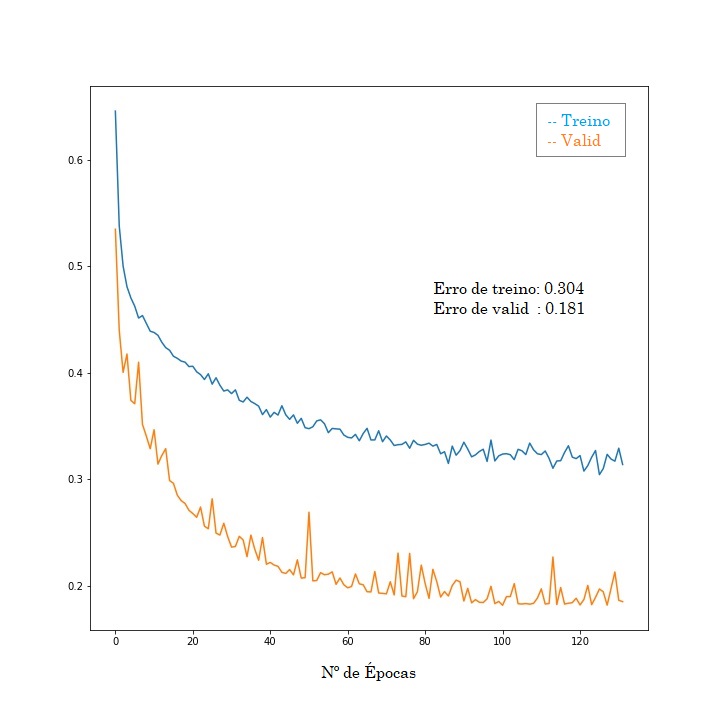 -- Treino
-- Valid
0.6
0.5
Erro de treino: 0.304
Erro de valid : 0.181
0.4
0.3
0.2
0 20 40 60 80 100 120
Nº de Épocas